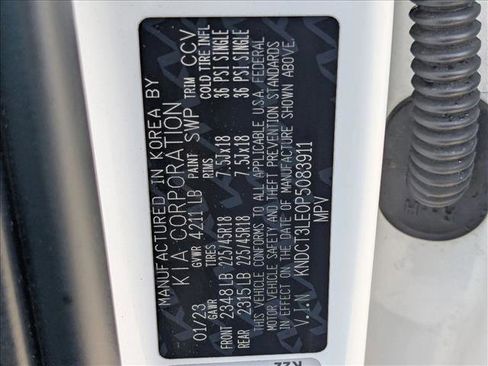 MANUFACTURED IN KOREA BY
KIA CORPORATION
01/23 GVWR 4211 LB PAINT SWP TRIM CCV
GAWR TIRES RIMS COLD TIRE INFL
FRONT 2348 LB 225/45R18 7.5JX18 36 PSI SINGLE
REAR 2315 LB 225/45R18 7.5JX18 36 PSI SINGLE
THIS VEHICLE CONFORMS TO ALL APPLICABLE U.S.A. FEDERAL
MOTOR VEHICLE SAFETY AND THEFT PREVENTION STANDARDS
IN EFFECT ON THE DATE OF MANUFACTURE SHOWN ABOVE.
V.I.N KNDCT3LE0P5083911
MPV